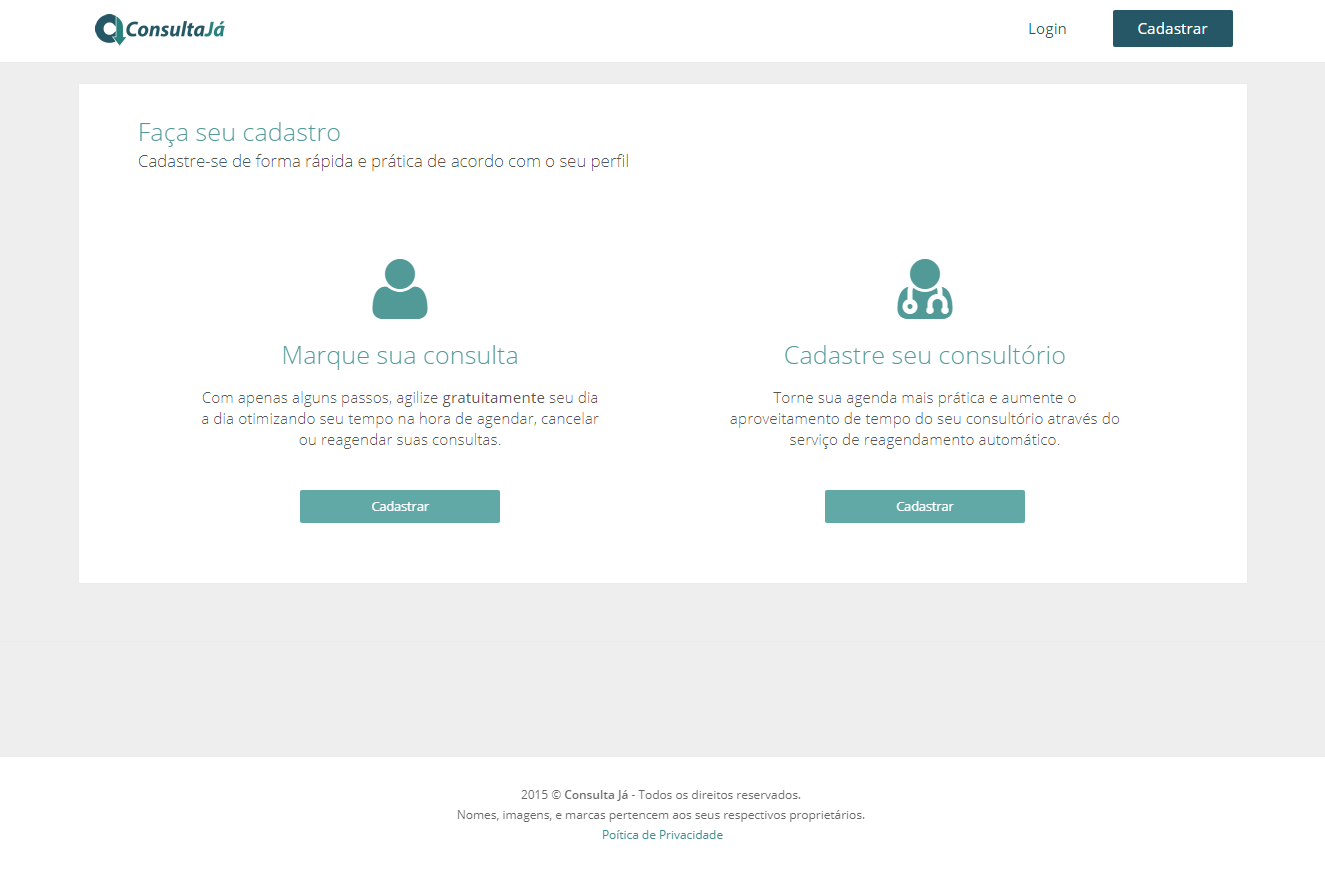 ConsultaJá
Login
Cadastrar
Faça seu cadastro
Cadastre-se de forma rápida e prática de acordo com o seu perfil
Marque sua consulta
Com apenas alguns passos, agilize gratuitamente seu dia
a dia otimizando seu tempo na hora de agendar, cancelar
ou reagendar suas consultas.
Cadastrar
Cadastre seu consultório
Torne sua agenda mais prática e aumente o
aproveitamento de tempo do seu consultório através do
serviço de reagendamento automático.
Cadastrar
2015 © Consulta Já - Todos os direitos reservados.
Nomes, imagens, e marcas pertencem aos seus respectivos proprietários.
Poítica de Privacidade